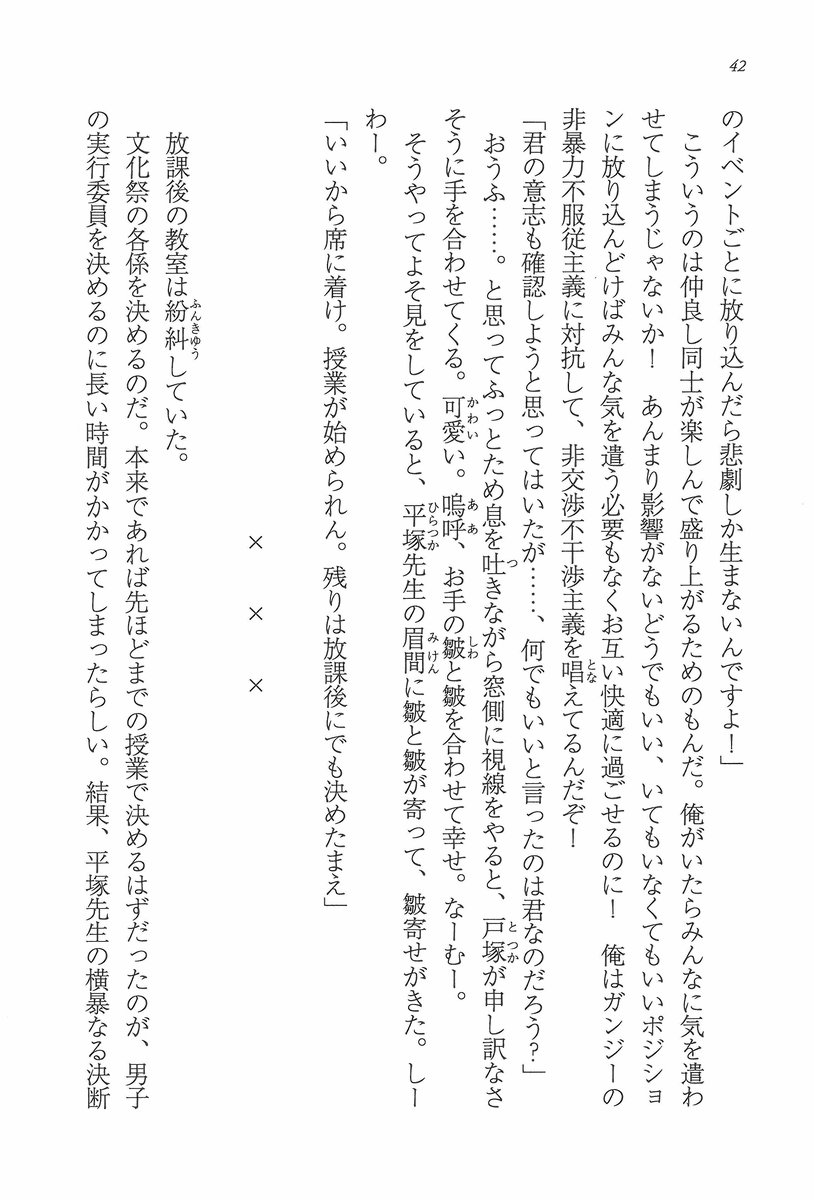 42
のイベントごとに放り込んだら悲劇しか生まないんですよ！」
　こういうのは仲良し同士が楽しんで盛り上がるためのもんだ。俺がいたらみんなに気を遣わ
せてしまうじゃないか！　あんまり影響がないどうでもいい、いてもいなくてもいいポジショ
ンに放り込んどけばみんな気を遣う必要もなくお互い快適に過ごせるのに！　俺はガンジーの
非暴力不服従主義に対抗して、非交渉不干渉主義を唱えてるんだぞ！
「君の意志も確認しようと思ってはいたが……、何でもいいと言ったのは君なのだろう？」
　おうふ……。と思ってふっとため息を吐きながら窓側に視線をやると、戸塚が申し訳なさ
そうに手を合わせてくる。可愛い。嗚呼、お手の皺と皺を合わせて幸せ。なーむー。
　そうやってよそ見をしていると、平塚先生の眉間に皺と皺が寄って、皺寄せがきた。しー
わー。
「いいから席に着け。授業が始められん。残りは放課後にでも決めたまえ」
×　×　×
　放課後の教室は紛糾していた。
　文化祭の各係を決めるのだ。本来であれば先ほどまでの授業で決めるはずだったのが、男子
の実行委員を決めるのに長い時間がかかってしまったらしい。結果、平塚先生の横暴なる決断